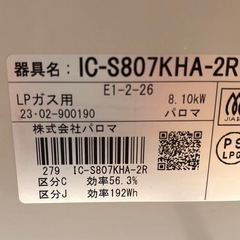 器具名： IC-S807KHA-2R
E1-2-26
LPガス用 8.10kW
23・02-900190 パロマ
株式会社パロマ
JIA
PS
LPG
279 IC-S807KHA-2R
区分C 効率56.3%
区分J 効率192Wh